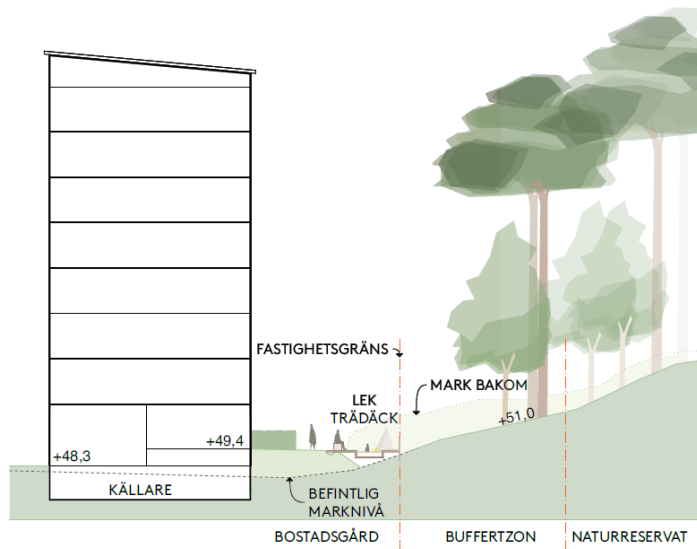 FASTIGHETSGRÄNS
MARK BAKOM
LEK
TRÄDÄCK
+51,0
+49,4
+48,3
KÄLLARE
BEFINTLIG
MARKNIVÅ
BOSTADSGÅRD
BUFFERTZON
NATURRESERVAT